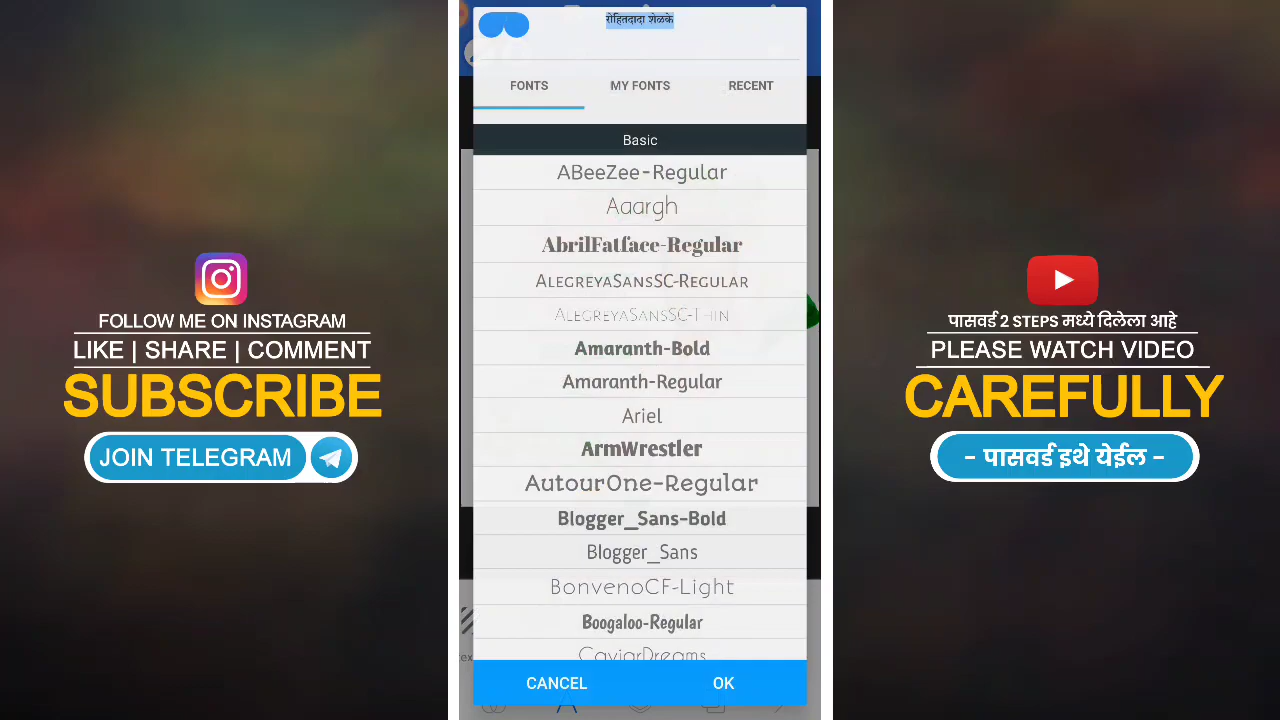 FOLLOW ME ON INSTAGRAM
LIKE | SHARE | COMMENT
SUBSCRIBE
JOIN TELEGRAM
रोहितदादा शेळके
FONTS
MY FONTS
RECENT
Basic
ABeeZee-Regular
Aaargh
AbrilFatface-Regular
AlegreyaSansSC-Regular
AlegreyaSansSC-Thin
Amaranth-Bold
Amaranth-Regular
Ariel
ArmWrestler
AutourOne-Regular
Blogger_Sans-Bold
Blogger_Sans
BonvenoCF-Light
Boogaloo-Regular
CaviarDreams
CANCEL
OK
पासवर्ड 2 STEPS मध्ये दिलेला आहे
PLEASE WATCH VIDEO
CAREFULLY
- पासवर्ड इथे येईल -